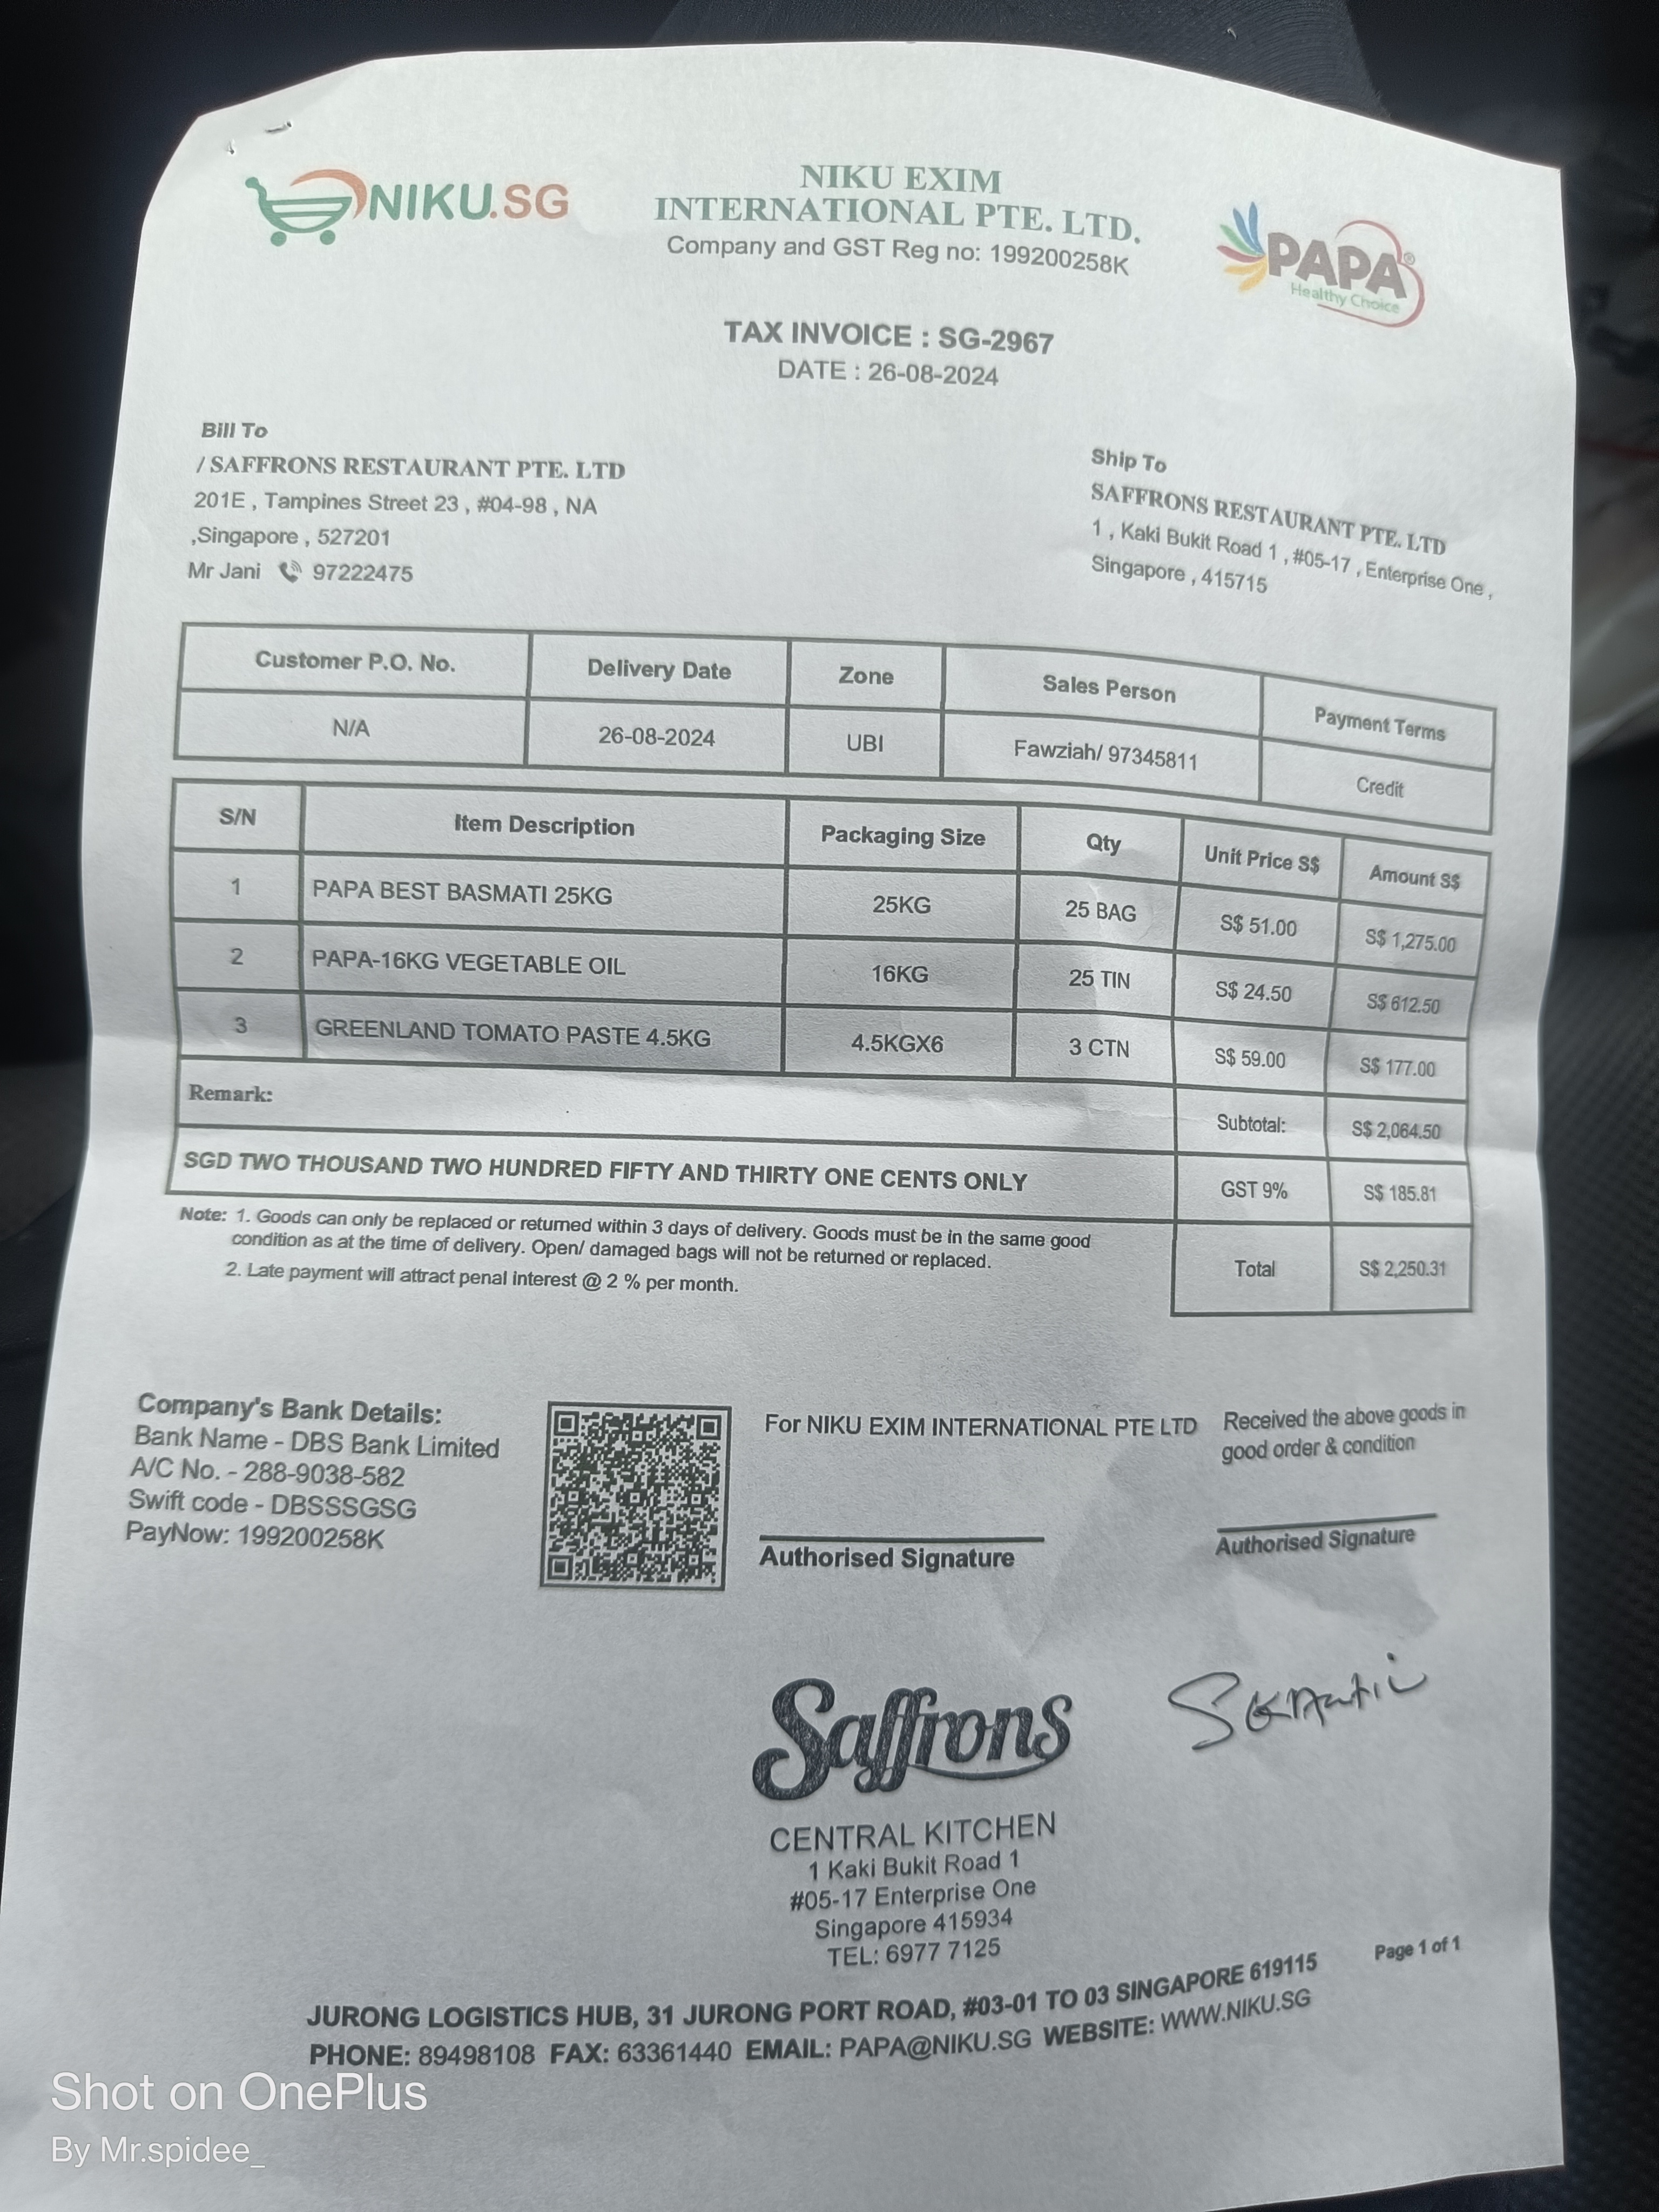 NIKU.SG
NIKU EXIM
INTERNATIONAL PTE. LTD.
Company and GST Reg no: 199200258K
PAPA®
Healthy Choice
TAX INVOICE : SG-2967
DATE : 26-08-2024
Bill To
/ SAFFRONS RESTAURANT PTE. LTD
201E , Tampines Street 23 , #04-98 , NA
,Singapore , 527201
Mr Jani 97222475
Ship To
SAFFRONS RESTAURANT PTE. LTD
1 , Kaki Bukit Road 1 , #05-17 , Enterprise One ,
Singapore , 415715
Customer P.O. No. Delivery Date Zone Sales Person Payment Terms
N/A 26-08-2024 UBI Fawziah/ 97345811 Credit
S/N Item Description Packaging Size Qty Unit Price S$ Amount S$
1 PAPA BEST BASMATI 25KG 25KG 25 BAG S$ 51.00 S$ 1,275.00
2 PAPA-16KG VEGETABLE OIL 16KG 25 TIN S$ 24.50 S$ 612.50
3 GREENLAND TOMATO PASTE 4.5KG 4.5KGX6 3 CTN S$ 59.00 S$ 177.00
Remark: Subtotal: S$ 2,064.50
SGD TWO THOUSAND TWO HUNDRED FIFTY AND THIRTY ONE CENTS ONLY GST 9% S$ 185.81
Total S$ 2,250.31
Note: 1. Goods can only be replaced or returned within 3 days of delivery. Goods must be in the same good
condition as at the time of delivery. Open/ damaged bags will not be returned or replaced.
2. Late payment will attract penal interest @ 2 % per month.
Company's Bank Details:
Bank Name - DBS Bank Limited
A/C No. - 288-9038-582
Swift code - DBSSSGSG
PayNow: 199200258K
For NIKU EXIM INTERNATIONAL PTE LTD
Authorised Signature
Received the above goods in
good order & condition
Authorised Signature
Saffrons
CENTRAL KITCHEN
1 Kaki Bukit Road 1
#05-17 Enterprise One
Singapore 415934
TEL: 6977 7125
Page 1 of 1
JURONG LOGISTICS HUB, 31 JURONG PORT ROAD, #03-01 TO 03 SINGAPORE 619115
PHONE: 89498108 FAX: 63361440 EMAIL: PAPA@NIKU.SG WEBSITE: WWW.NIKU.SG
Shot on OnePlus
By Mr.spidee_